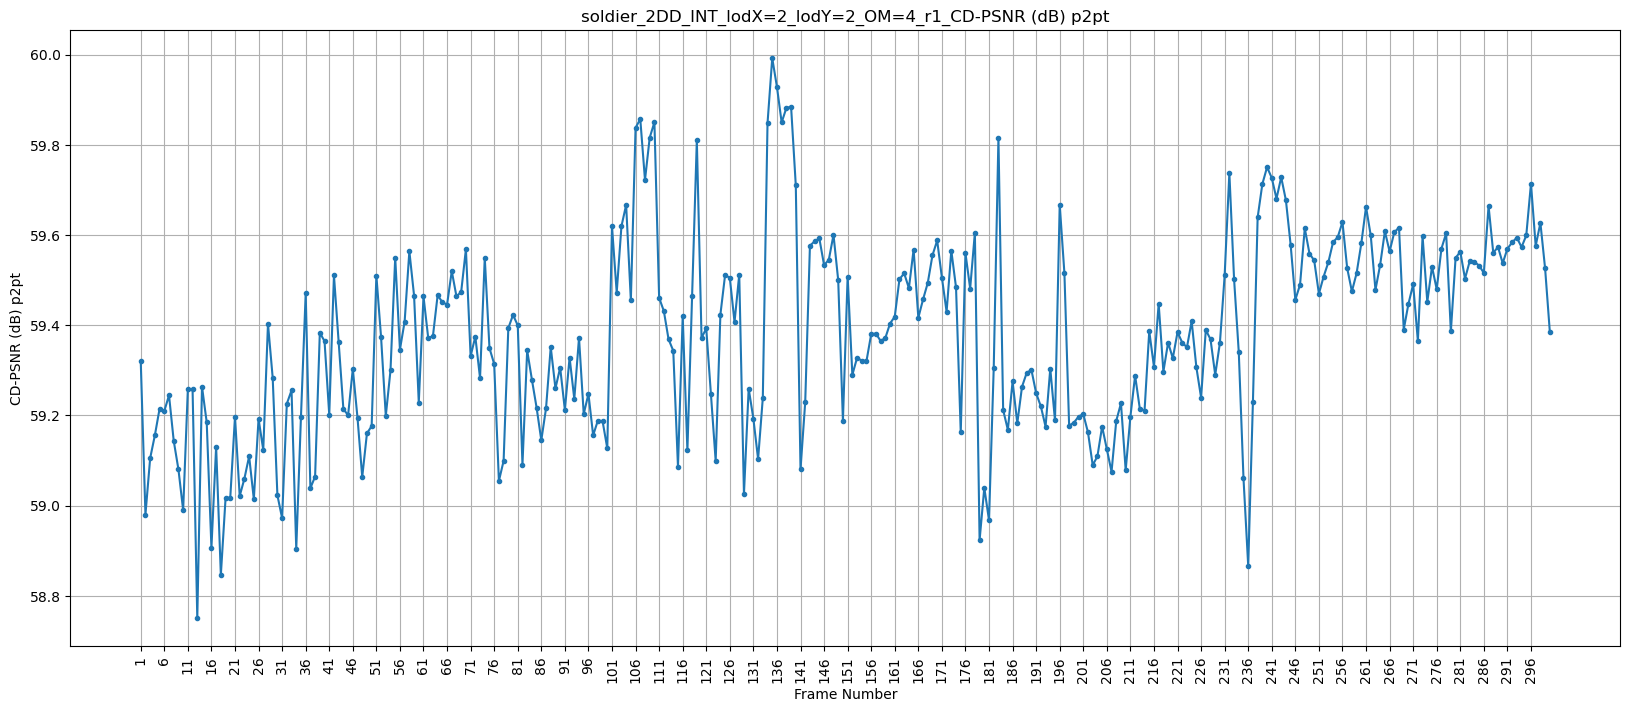 soldier_2DD_INT_lodX=2_lodY=2_OM=4_r1_CD-PSNR (dB) p2pt
CD-PSNR (dB) p2pt
60.0
59.8
59.6
59.4
59.2
59.0
58.8
1 6 11 16 21 26 31 36 41 46 51 56 61 66 71 76 81 86 91 96 101 106 111 116 121 126 131 136 141 146 151 156 161 166 171 176 181 186 191 196 201 206 211 216 221 226 231 236 241 246 251 256 261 266 271 276 281 286 291 296
Frame Number